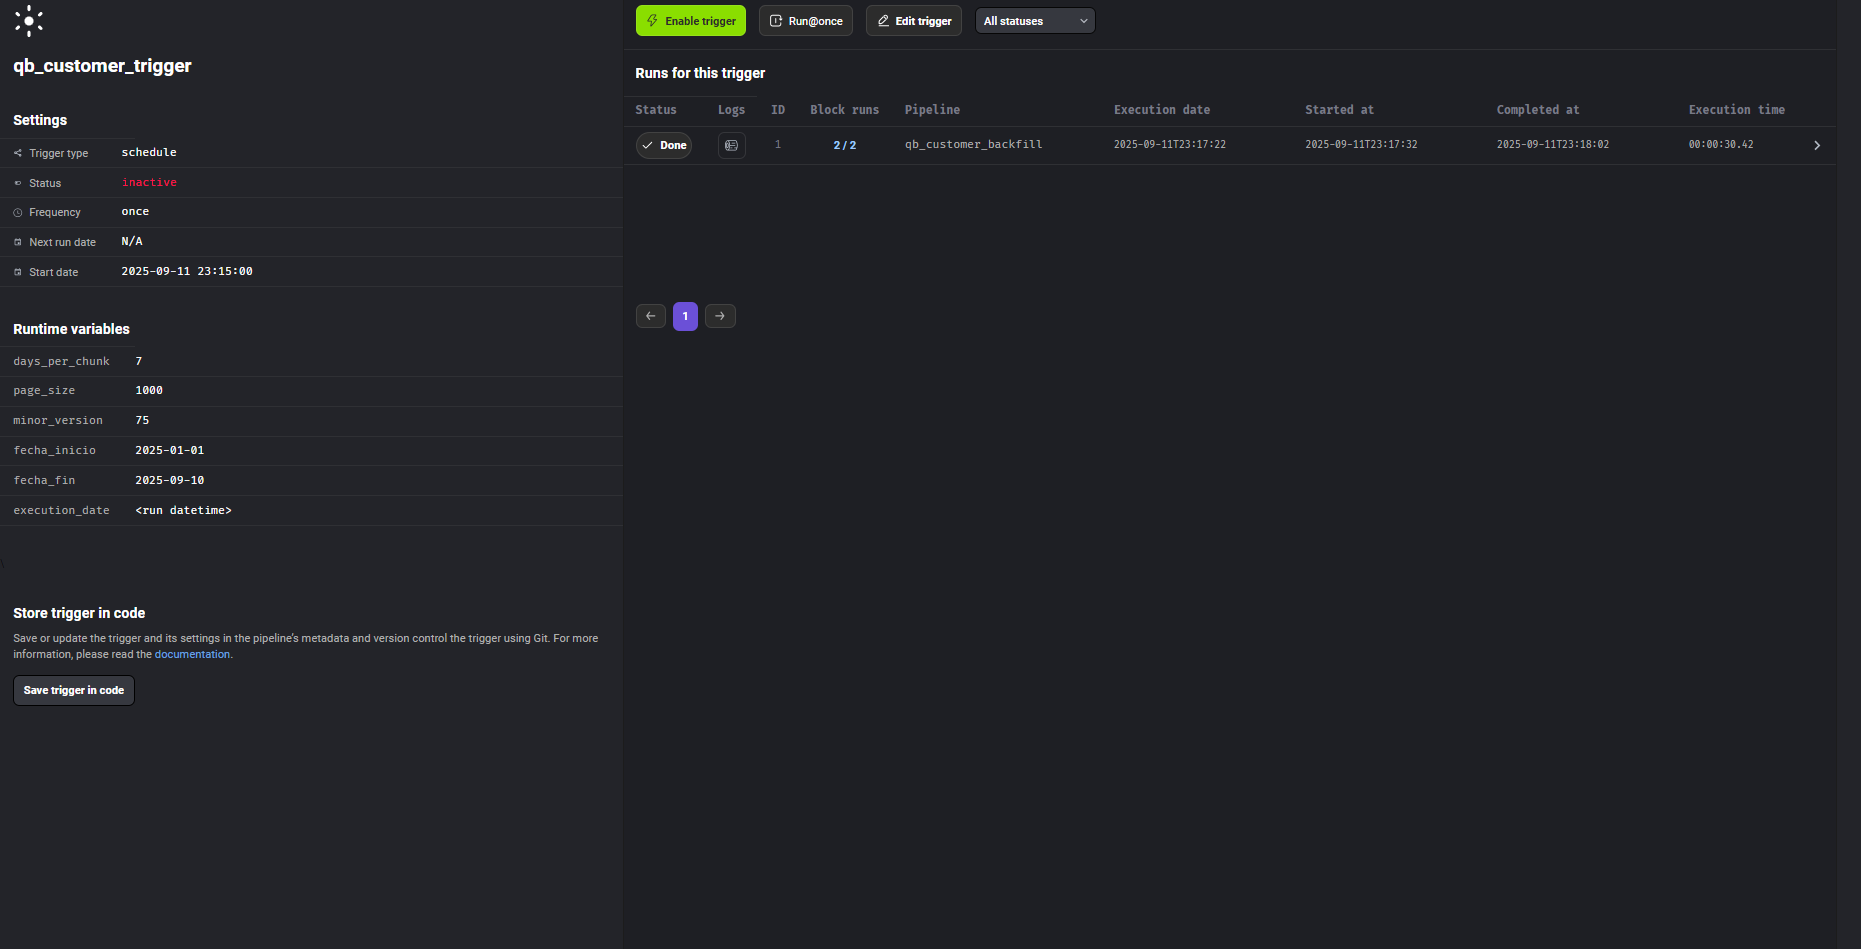 qb_customer_trigger
Settings
Trigger type schedule
Status inactive
Frequency once
Next run date N/A
Start date 2025-09-11 23:15:00
Runtime variables
days_per_chunk 7
page_size 1000
minor_version 75
fecha_inicio 2025-01-01
fecha_fin 2025-09-10
execution_date <run datetime>
Store trigger in code
Save or update the trigger and its settings in the pipeline's metadata and version control the trigger using Git. For more
information, please read the documentation.
Save trigger in code
Enable trigger Run@once Edit trigger All statuses
Runs for this trigger
Status Logs ID Block runs Pipeline Execution date Started at Completed at Execution time
Done 1 2/2 qb_customer_backfill 2025-09-11T23:17:22 2025-09-11T23:17:32 2025-09-11T23:18:02 00:00:30.42
1